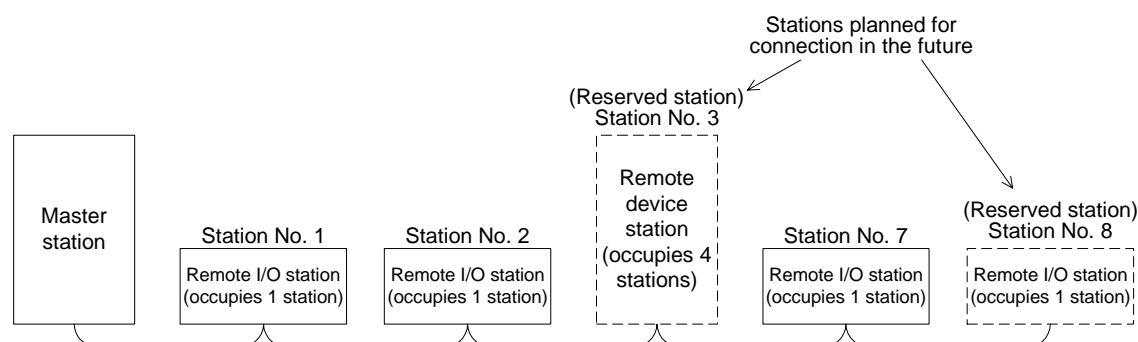 Stations planned for
connection in the future
(Reserved station)
Station No. 3
Master
station
Station No. 1
Remote I/O station
(occupies 1 station)
Station No. 2
Remote I/O station
(occupies 1 station)
Remote
device
station
(occupies 4
stations)
Station No. 7
Remote I/O station
(occupies 1 station)
(Reserved station)
Station No. 8
Remote I/O station
(occupies 1 station)